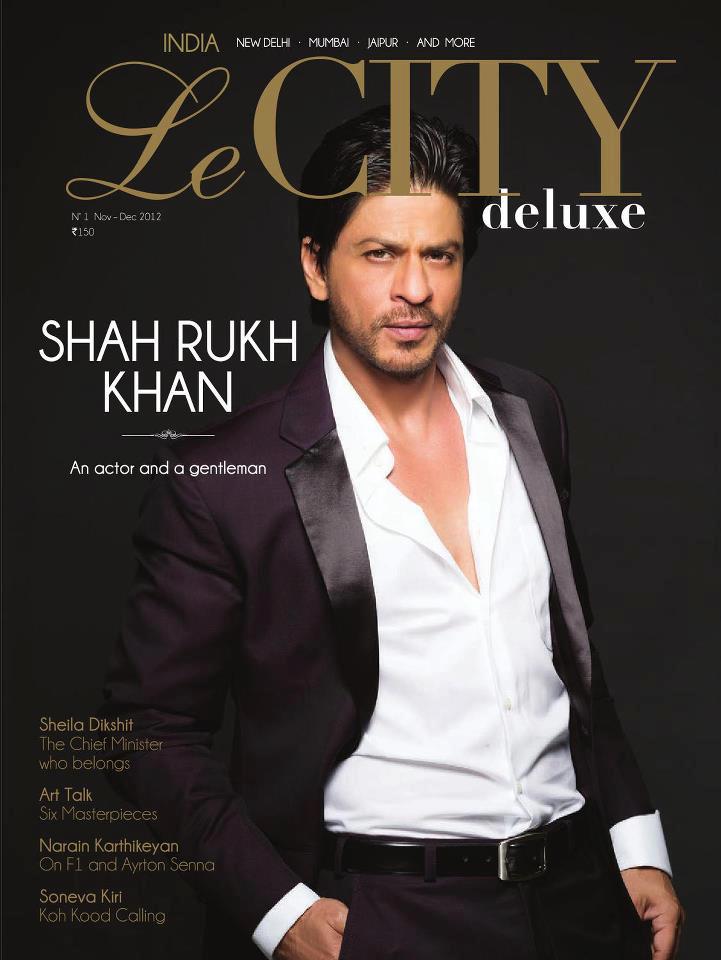 INDIA NEW DELHI · MUMBAI · JAIPUR · AND MORE
Le CITY
deluxe
N° 1 Nov - Dec 2012
₹150
SHAH RUKH
KHAN
An actor and a gentleman
Sheila Dikshit
The Chief Minister
who belongs
Art Talk
Six Masterpieces
Narain Karthikeyan
On F1 and Ayrton Senna
Soneva Kiri
Koh Kood Calling